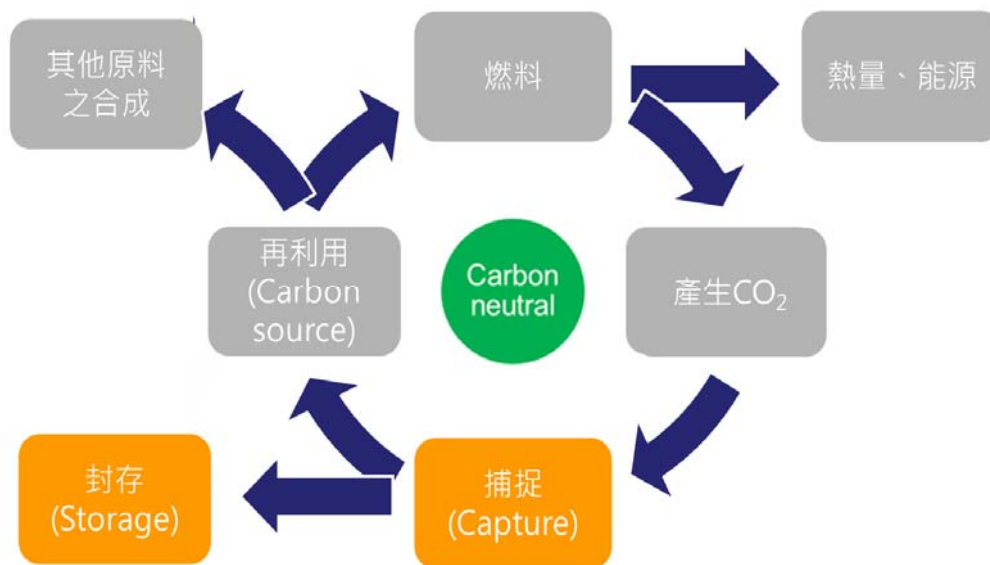 其他原料
之合成
燃料
熱量、能源
再利用
(Carbon
source)
Carbon
neutral
產生CO₂
封存
(Storage)
捕捉
(Capture)